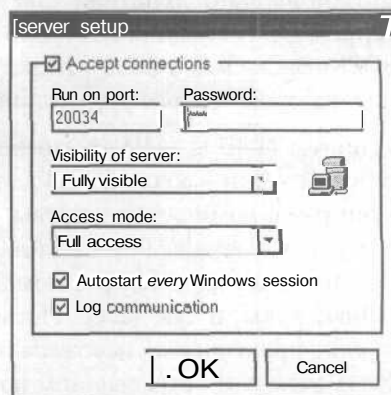 server setup
Accept connections
Run on port: Password:
20034
Visibility of server:
Fully visible
Access mode:
Full access
Autostart every Windows session
Log communication
OK Cancel